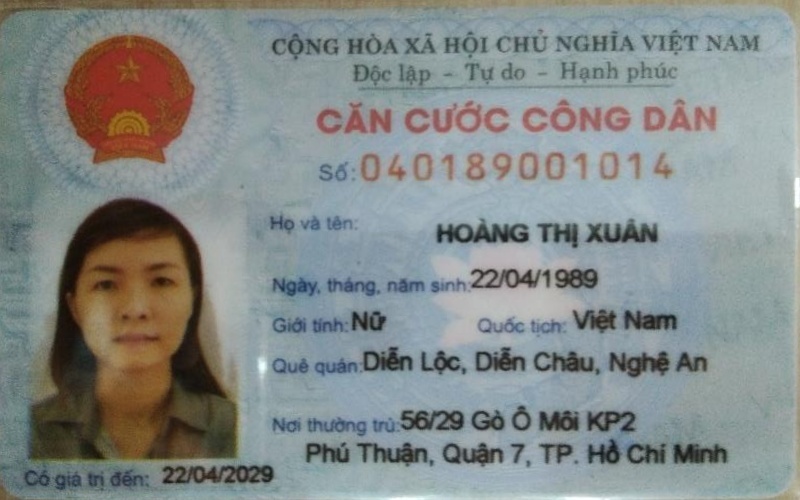 CỘNG HÒA XÃ HỘI CHỦ NGHĨA VIỆT NAM
Độc lập - Tự do - Hạnh phúc
CĂN CƯỚC CÔNG DÂN
Số: 040189001014
Họ và tên: HOÀNG THỊ XUÂN
Ngày, tháng, năm sinh: 22/04/1989
Giới tính: Nữ Quốc tịch: Việt Nam
Quê quán: Diễn Lộc, Diễn Châu, Nghệ An
Nơi thường trú: 56/29 Gò Ô Môi KP2
Phú Thuận, Quận 7, TP. Hồ Chí Minh
Có giá trị đến: 22/04/2029